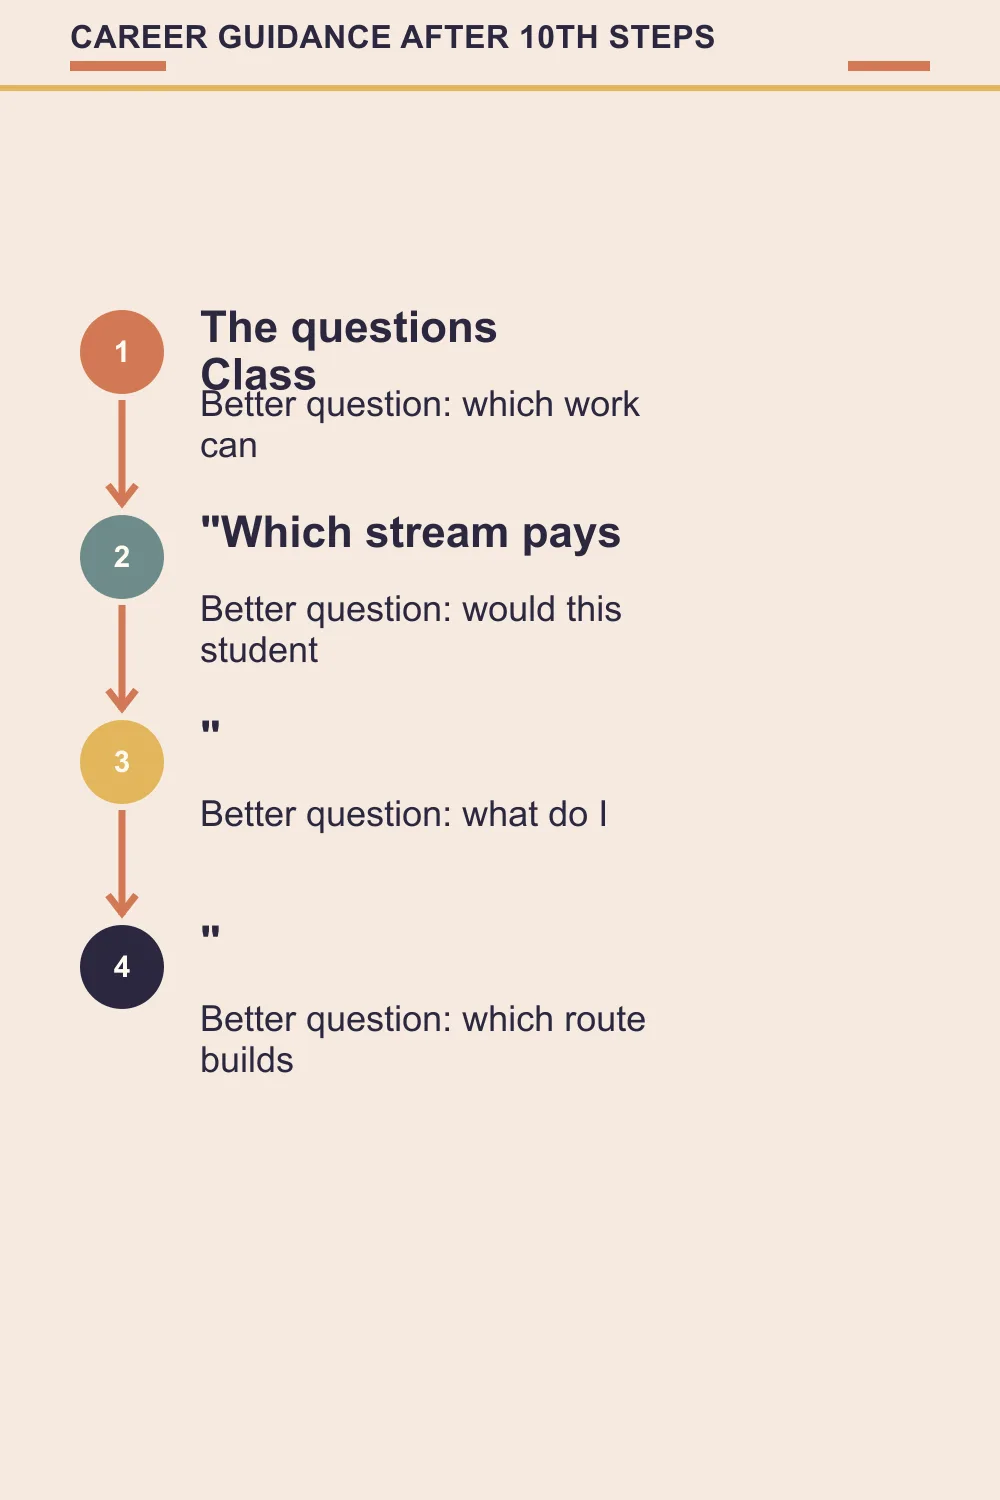 CAREER GUIDANCE AFTER 10TH STEPS
1
The questions
Class
Better question: which work
can
2
"Which stream pays
Better question: would this
student
3
"
Better question: what do I
4
"
Better question: which route
builds